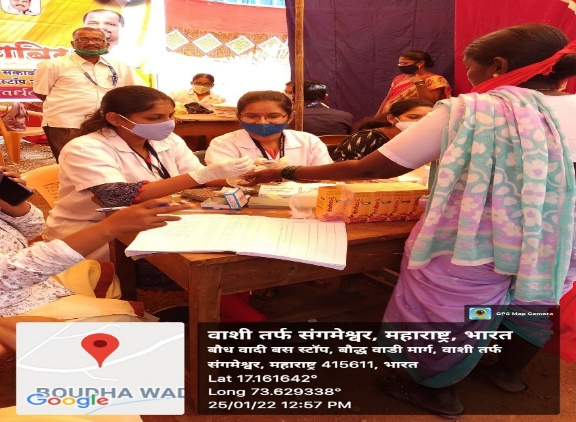 GPS Map Camera
वाशी तर्फ संगमेश्वर, महाराष्ट्र, भारत
बौध वादी बस स्टॉप, बौद्ध वाडी मार्ग, वाशी तर्फ
संगमेश्वर, महाराष्ट्र 415611, भारत
Lat 17.161642°
Long 73.629338°
25/01/22 12:57 PM
BOUDHA WAD
Google